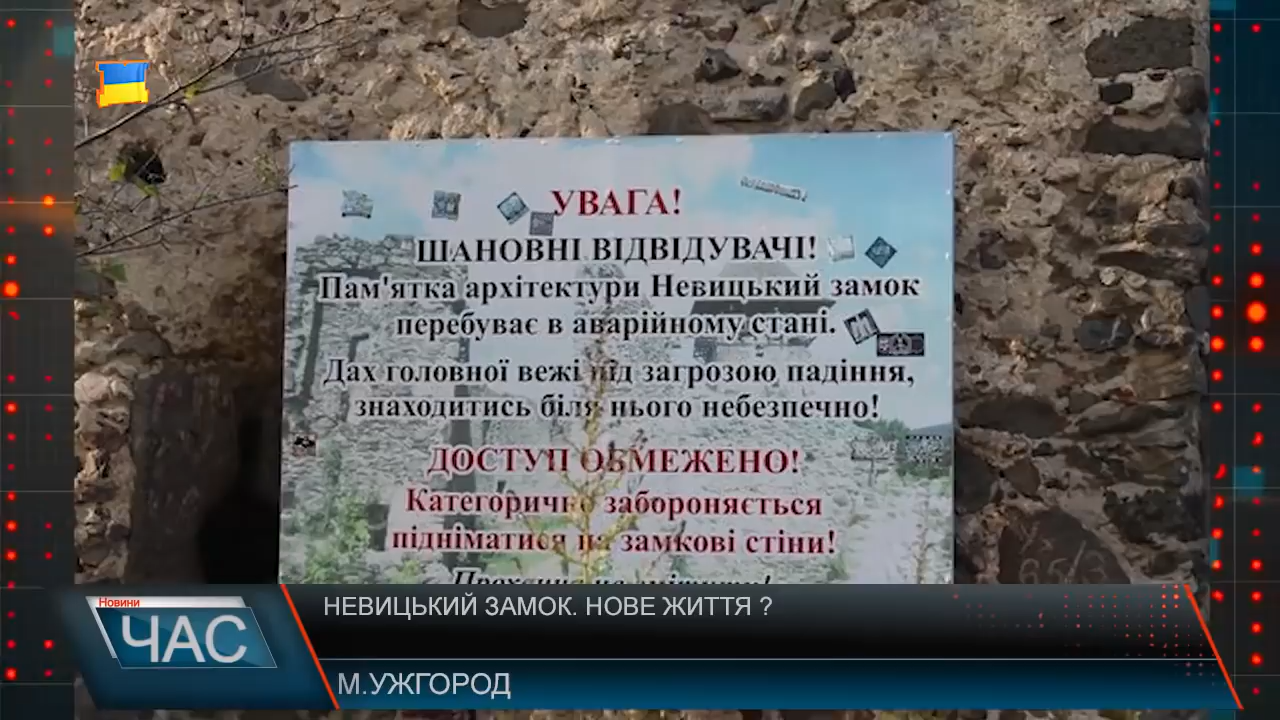 УВАГА!
ШАНОВНІ ВІДВІДУВАЧІ!
Пам'ятка архітектури Невицький замок
перебуває в аварійному стані.
Дах головної вежі під загрозою падіння,
знаходитись біля нього небезпечно!
ДОСТУП ОБМЕЖЕНО!
Категорично забороняється
підніматися на замкові стіни!
Новини
ЧАС
НЕВИЦЬКИЙ ЗАМОК. НОВЕ ЖИТТЯ ?
М.УЖГОРОД